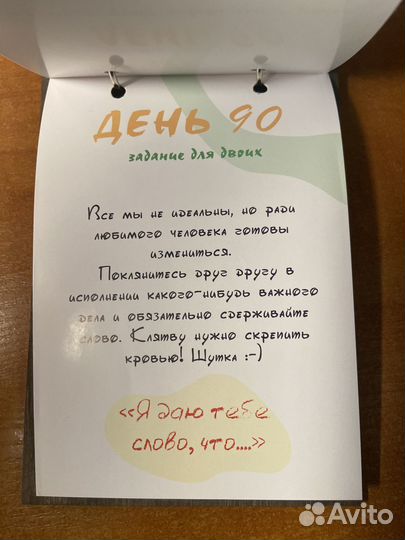 ДЕНЬ 90
задание для двоих
Все мы не идеальны, но ради
любимого человека готовы
измениться.
Поклянитесь друг другу в
исполнении какого-нибудь важного
дела и обязательно сдерживайте
слово. Клятву нужно скрепить
кровью! Шутка :-)
«Я даю тебе
слово, что....»
Avito